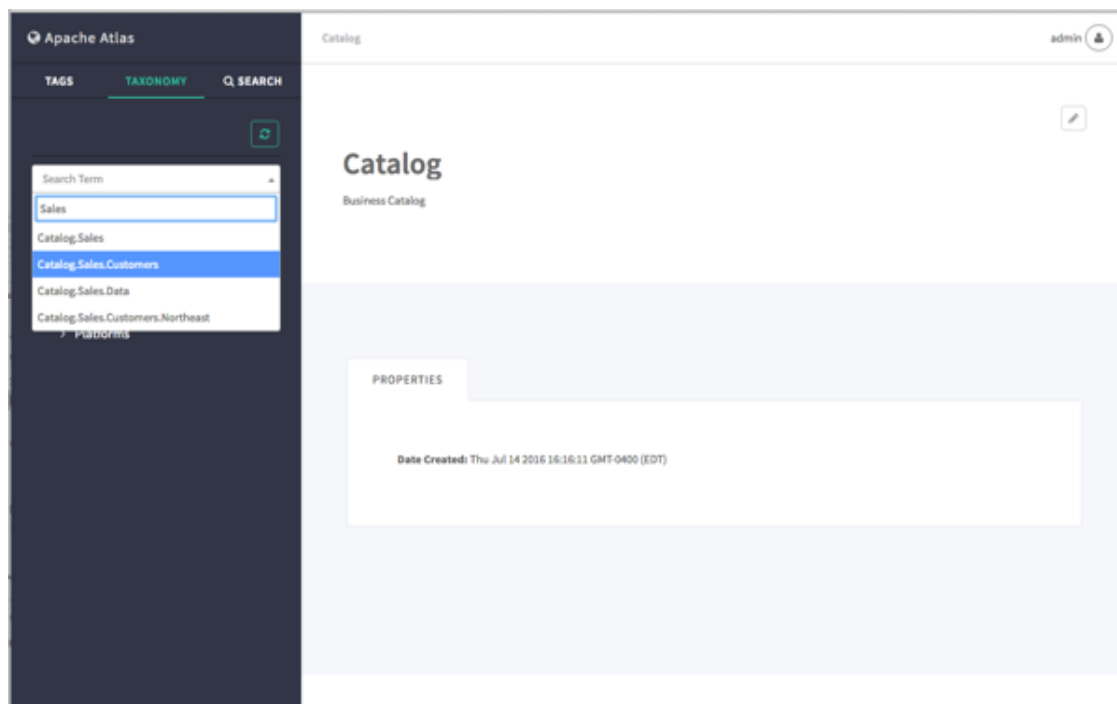 Apache Atlas
Catalog
admin
TAGS
TAXONOMY
SEARCH
Search Term
Sales
Catalog.Sales
Catalog.Sales.Customers
Catalog.Sales.Data
Catalog.Sales.Customers.Northeast
Platforms
Catalog
Business Catalog
PROPERTIES
Date Created: Thu Jul 14 2016 16:16:11 GMT-0400 (EDT)